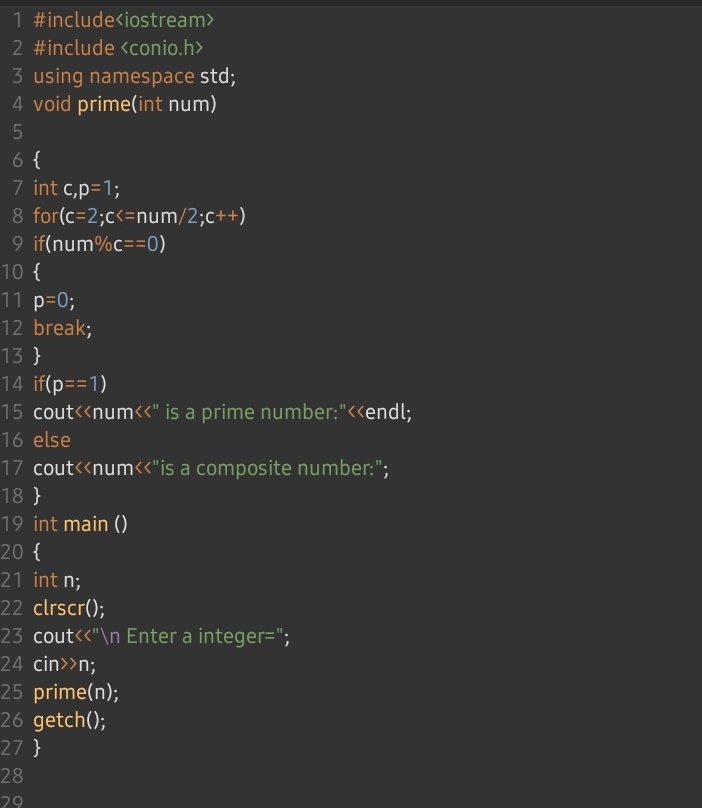 1 #include<iostream>
2 #include <conio.h>
3 using namespace std;
4 void prime(int num)
5
6 {
7 int c,p=1;
8 for(c=2;c<=num/2;c++)
9 if(num%c==0)
10 {
11 p=0;
12 break;
13 }
14 if(p==1)
15 cout<<num<<" is a prime number:"<<endl;
16 else
17 cout<<num<<"is a composite number:";
18 }
19 int main ()
20 {
21 int n;
22 clrscr();
23 cout<<"\n Enter a integer=";
24 cin>>n;
25 prime(n);
26 getch();
27 }
28
29